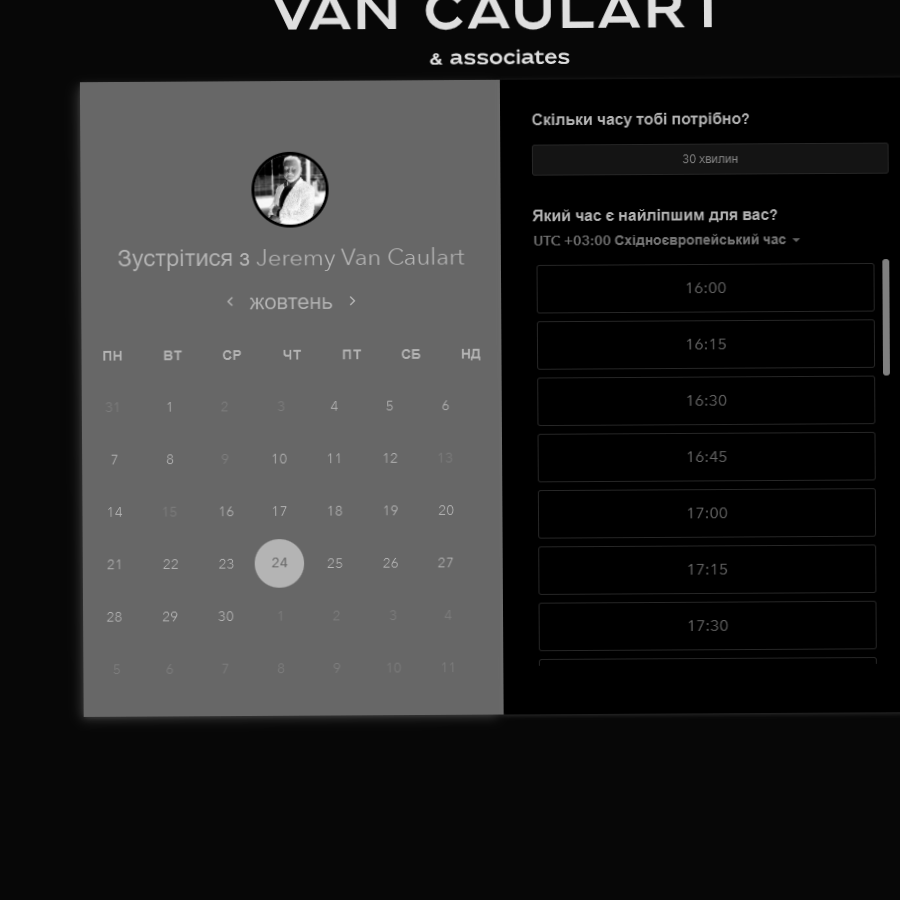 VAN CAULART
& associates
Зустрітися з Jeremy Van Caulart
жовтень
ПН ВТ СР ЧТ ПТ СБ НД
31 1 2 3 4 5 6
7 8 9 10 11 12 13
14 15 16 17 18 19 20
21 22 23 24 25 26 27
28 29 30 1 2 3 4
5 6 7 8 9 10 11
Скільки часу тобі потрібно?
30 хвилин
Який час є найліпшим для вас?
UTC +03:00 Східноєвропейський час
16:00
16:15
16:30
16:45
17:00
17:15
17:30